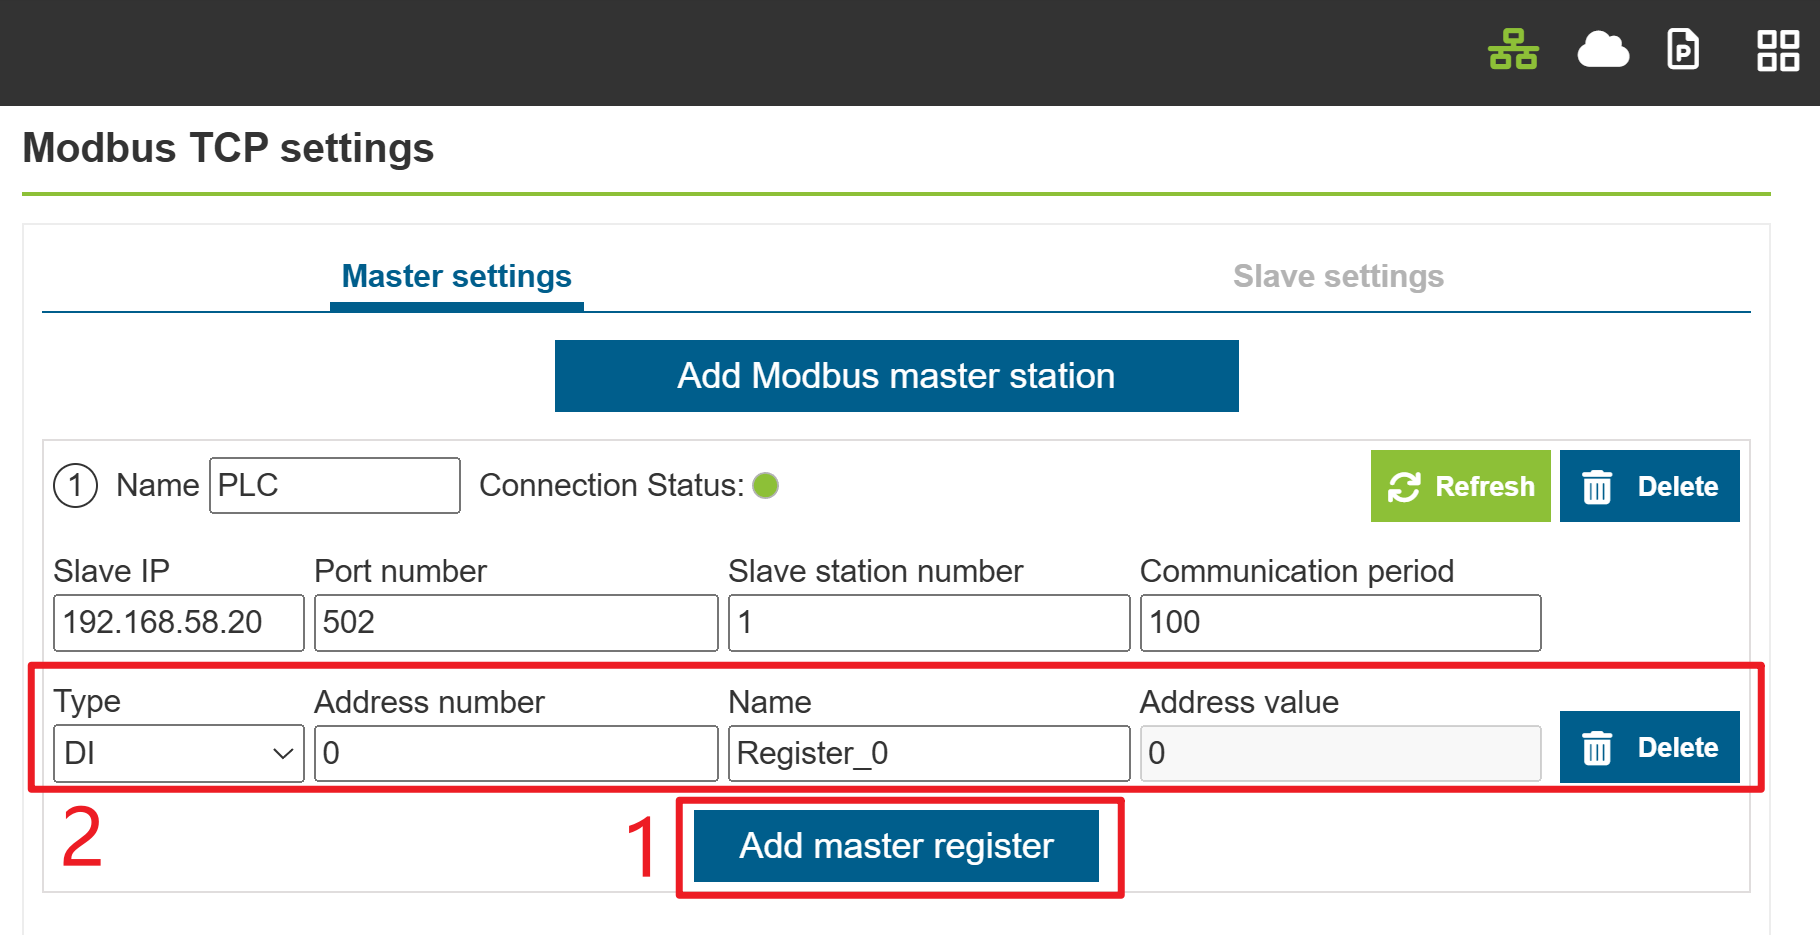 P
Modbus TCP settings
Master settings
Slave settings
Add Modbus master station
1 Name PLC Connection Status: Refresh Delete
Slave IP Port number Slave station number Communication period
192.168.58.20 502 1 100
Type Address number Name Address value
DI 0 Register_0 0 Delete
2 1 Add master register